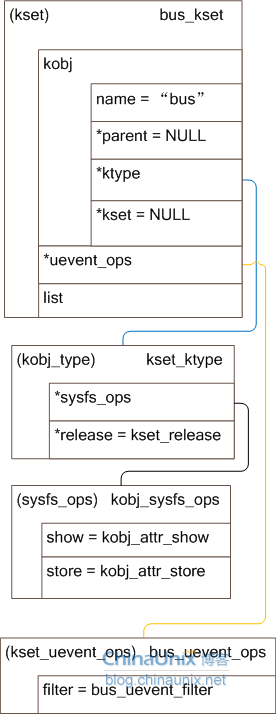 (kset) bus_kset
kobj
name = “bus”
*parent = NULL
*ktype
*kset = NULL
*uevent_ops
list
(kobj_type) kset_ktype
*sysfs_ops
*release = kset_release
(sysfs_ops) kobj_sysfs_ops
show = kobj_attr_show
store = kobj_attr_store
(kset_uevent_ops) bus_uevent_ops
ChinaUnix 博客
blog.chinaunix.net
filter = bus_uevent_filter